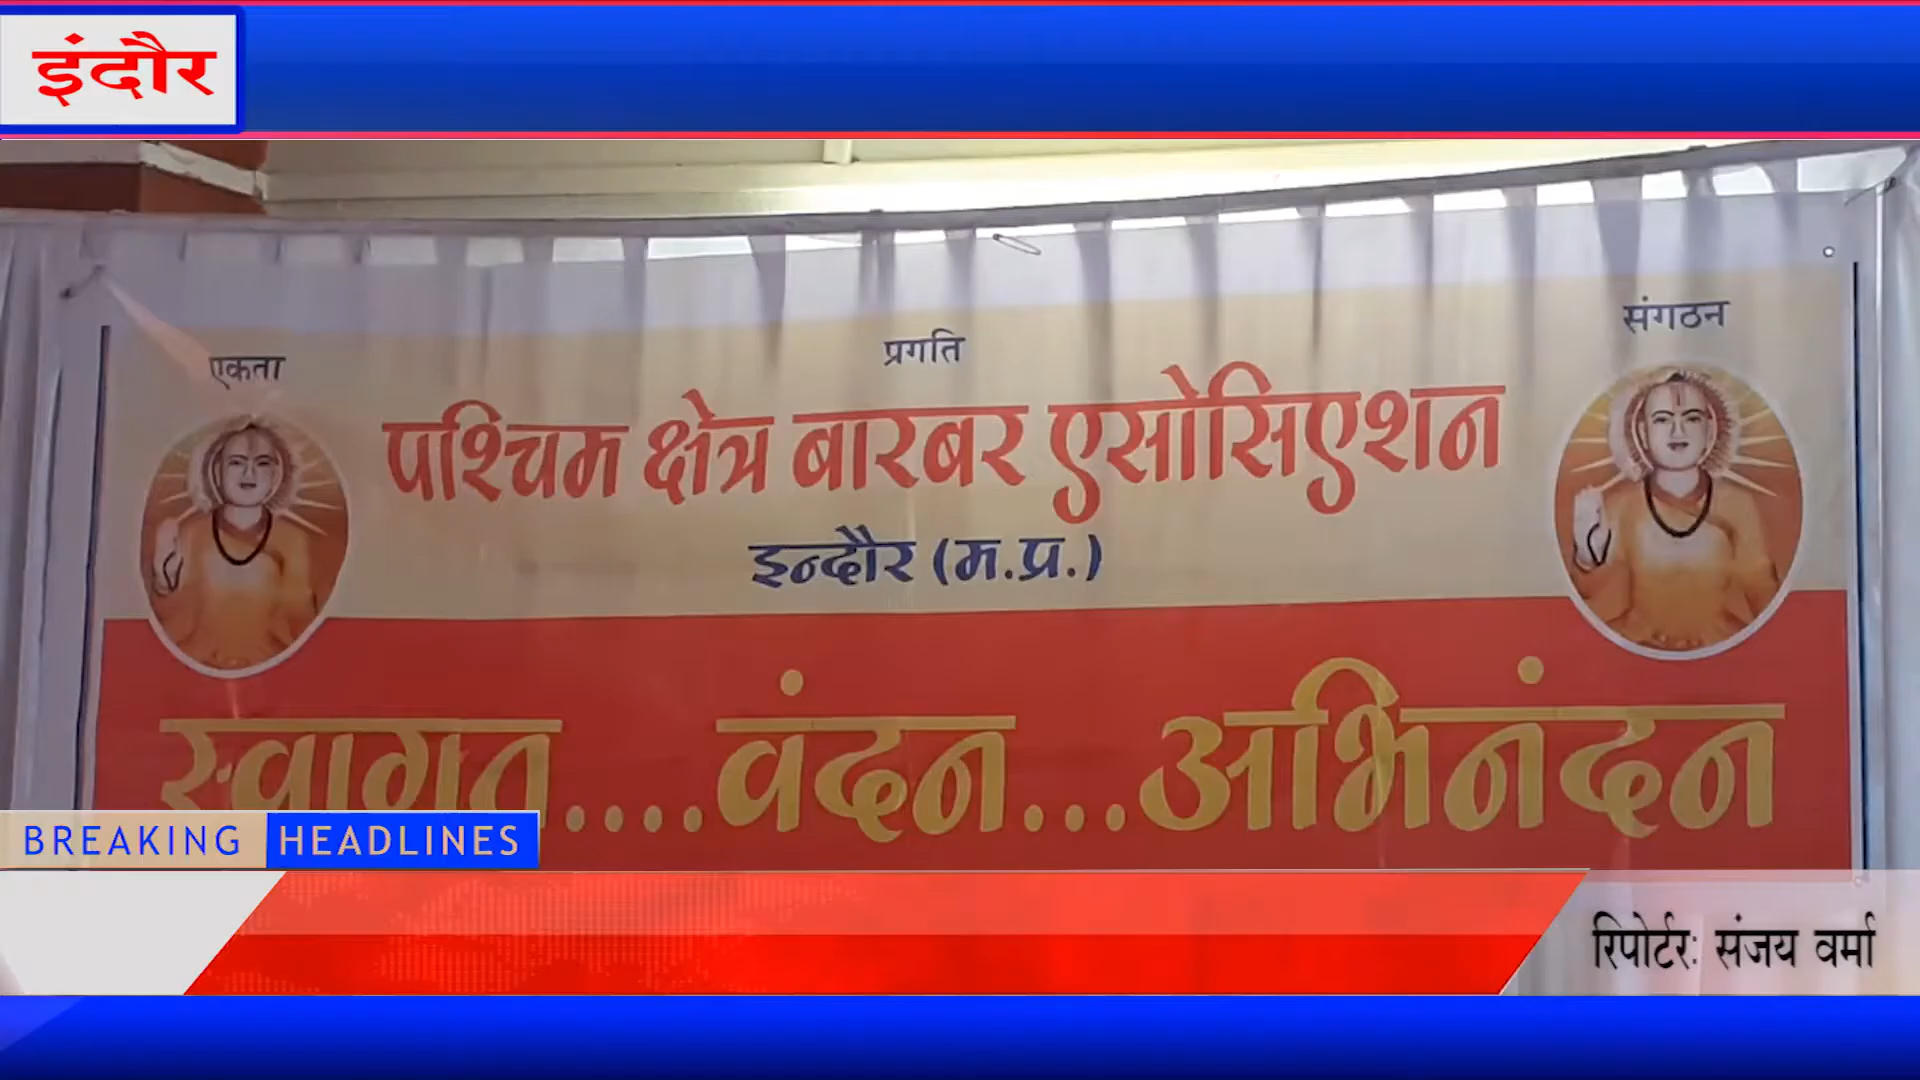 इंदौर
एकता
प्रगति
संगठन
पश्चिम क्षेत्र बारबर एसोसिएशन
इन्दौर (म.प्र.)
स्वागत....वंदन...अभिनंदन
BREAKING HEADLINES
रिपोर्टर: संजय वर्मा